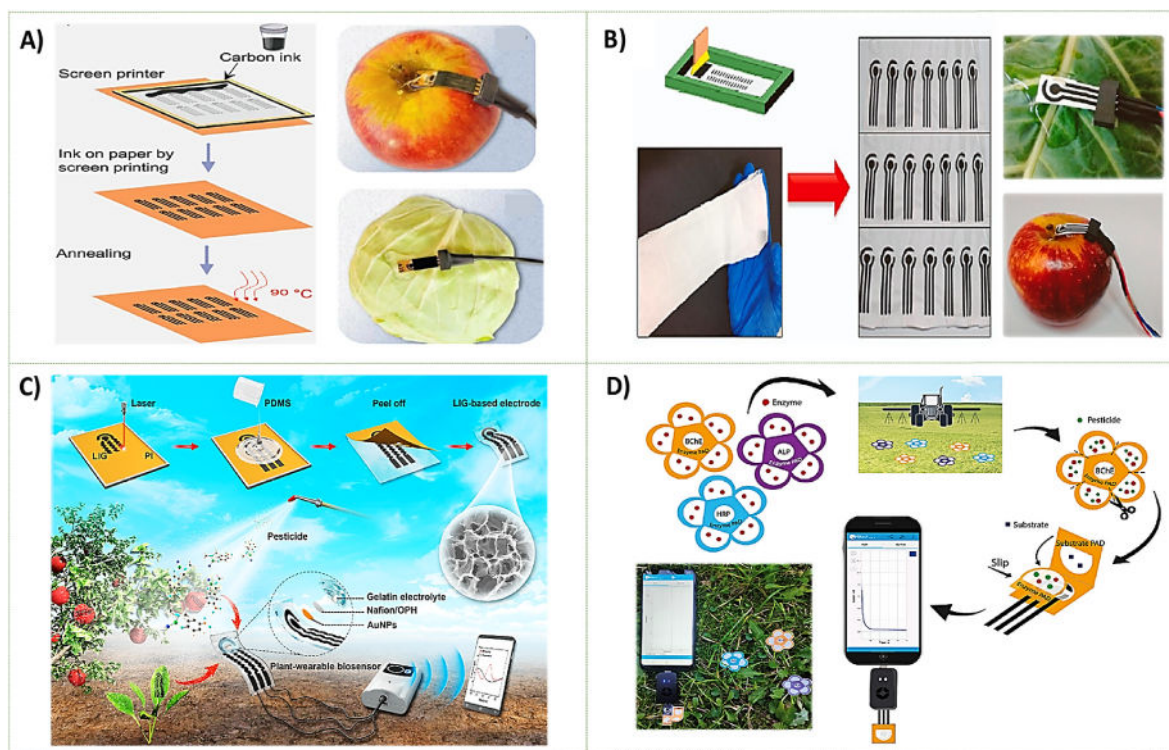 A)
Carbon ink
Screen printer
Ink on paper by
screen printing
Annealing
90 °C
B)
C)
Laser
PDMS
Peel off
LIG-based electrode
LIG
PI
Pesticide
Gelatin electrolyte
Nafion/OPH
AuNPs
Plant-wearable biosensor
D)
Enzyme
BChE
Enzyme PAD
ALP
Enzyme PAD
HRP
Enzyme PAD
Pesticide
BChE
Enzyme PAD
Substrate
Substrate PAD
Slip
Enzyme PAD